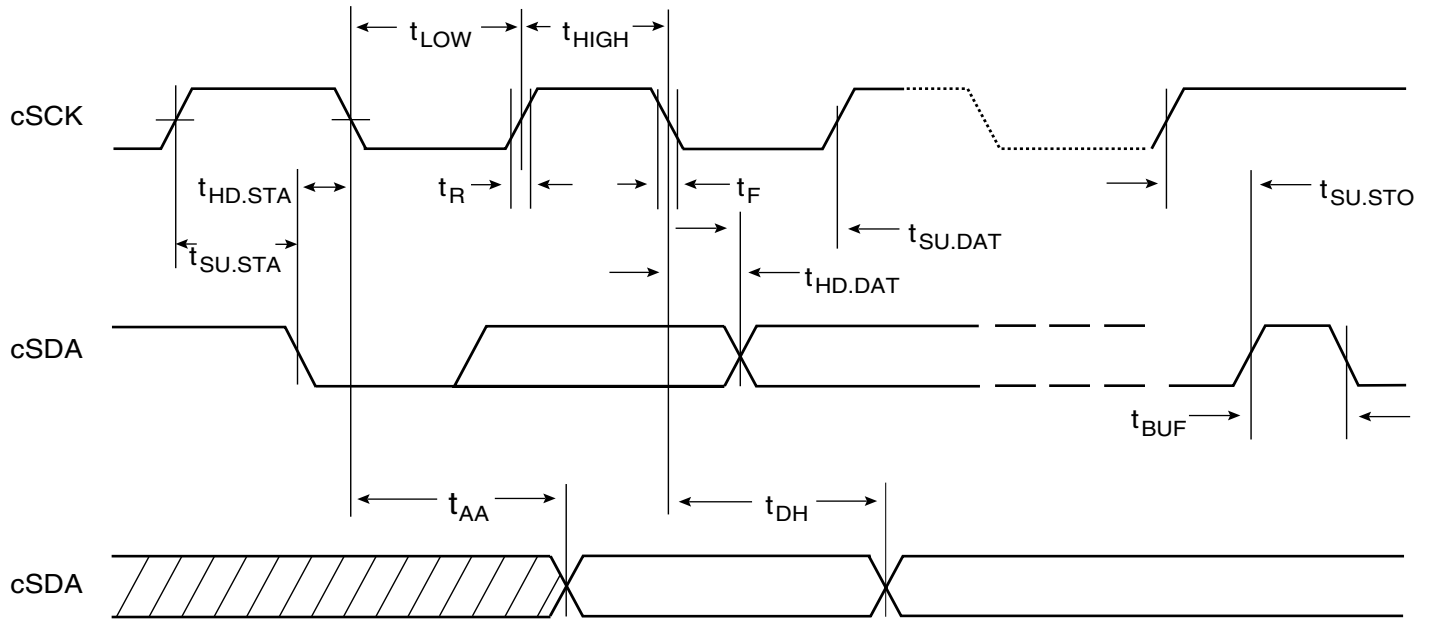 tLOW
tHIGH
cSCK
tHD.STA
tR
tF
tSU.STO
tSU.STA
tSU.DAT
tHD.DAT
cSDA
tBUF
tAA
tDH
cSDA